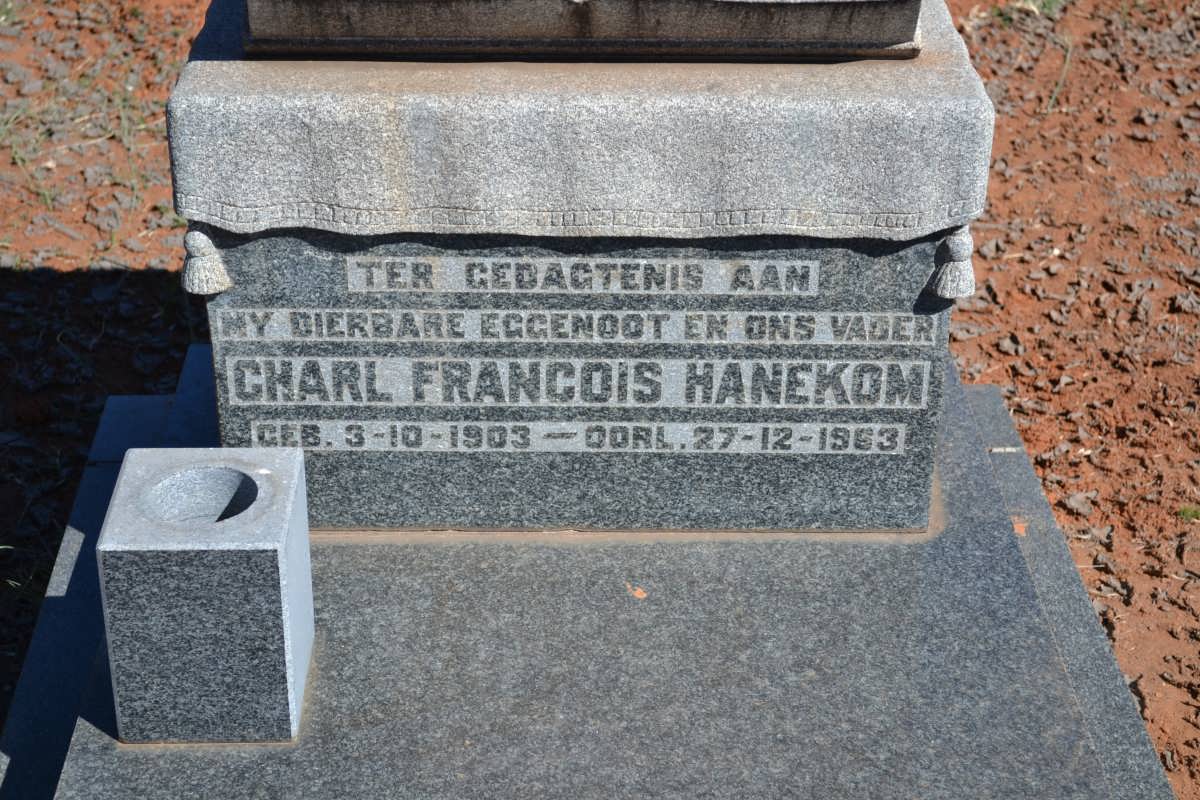 TER GEDAGTENIS AAN
MY DIERBARE EGGENOOT EN ONS VADER
CHARL FRANCOIS HANEKOM
GEB. 3-10-1903 — OORL. 27-12-1963